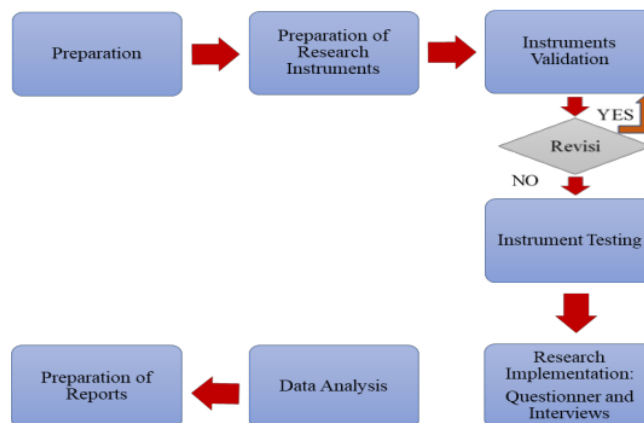 Preparation
Preparation of
Research
Instruments
Instruments
Validation
YES
Revisi
NO
Instrument Testing
Research
Implementation:
Questionner and
Interviews
Data Analysis
Preparation of
Reports